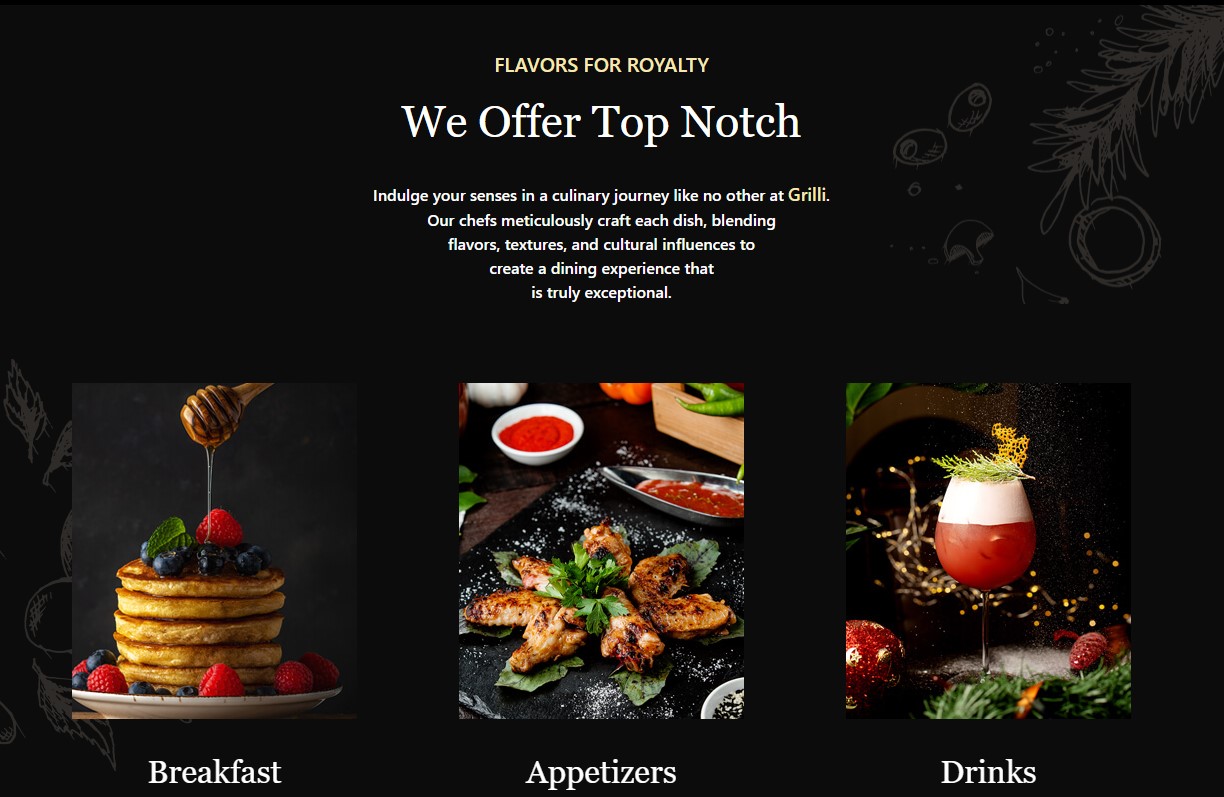 FLAVORS FOR ROYALTY
We Offer Top Notch
Indulge your senses in a culinary journey like no other at Grilli.
Our chefs meticulously craft each dish, blending
flavors, textures, and cultural influences to
create a dining experience that
is truly exceptional.
Breakfast
Appetizers
Drinks